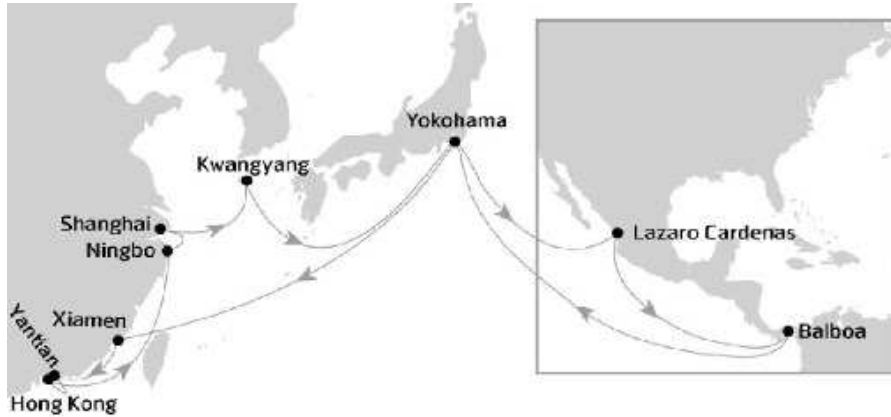 Yokohama
Kwangyang
Shanghai
Lazaro Cardenas
Ningbo
Xiamen
Yantian
Balboa
Hong Kong